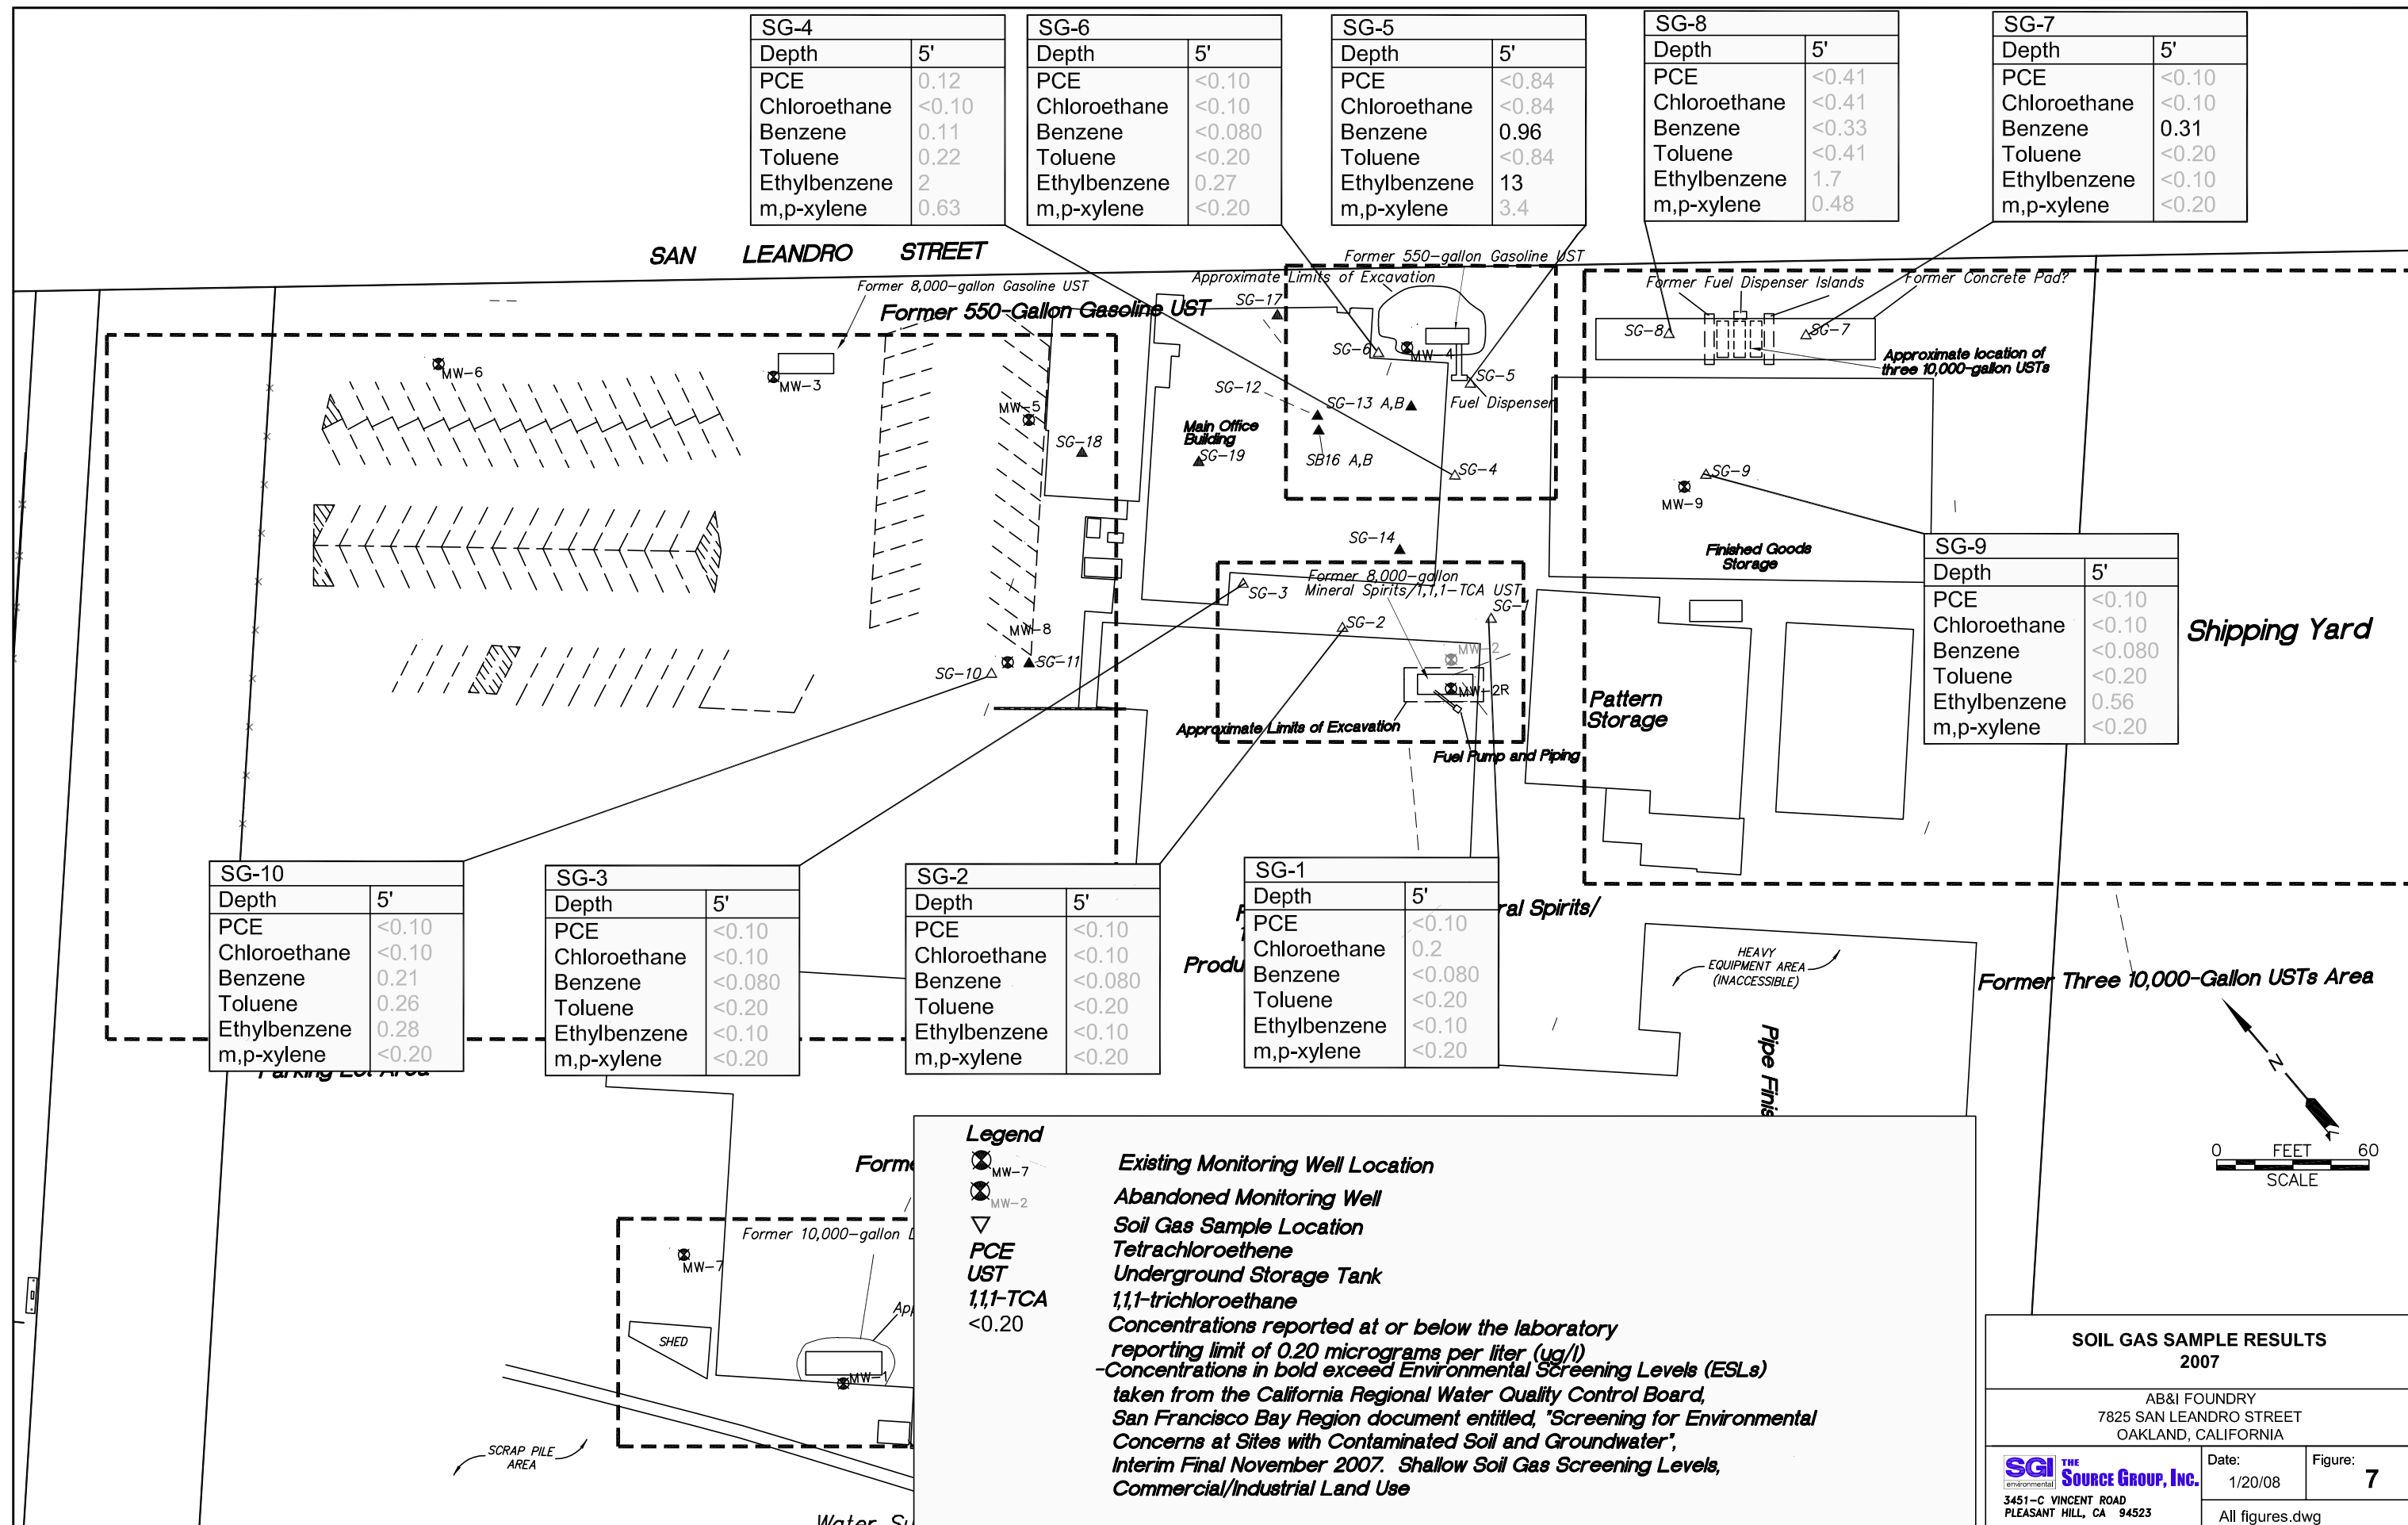 SG-4
Depth 5'
PCE 0.12
Chloroethane <0.10
Benzene 0.11
Toluene 0.22
Ethylbenzene 2
m,p-xylene 0.63
SG-6
Depth 5'
PCE <0.10
Chloroethane <0.10
Benzene <0.080
Toluene <0.20
Ethylbenzene 0.27
m,p-xylene <0.20
SG-5
Depth 5'
PCE <0.84
Chloroethane <0.84
Benzene 0.96
Toluene <0.84
Ethylbenzene 13
m,p-xylene 3.4
SG-8
Depth 5'
PCE <0.41
Chloroethane <0.41
Benzene <0.33
Toluene <0.41
Ethylbenzene 1.7
m,p-xylene 0.48
SG-7
Depth 5'
PCE <0.10
Chloroethane <0.10
Benzene 0.31
Toluene <0.20
Ethylbenzene <0.10
m,p-xylene <0.20
SAN LEANDRO STREET
Former 8,000-gallon Gasoline UST
Former 550-Gallon Gasoline UST
Former 550-gallon Gasoline UST
Approximate Limits of Excavation
SG-17
Former Fuel Dispenser Islands
Former Concrete Pad?
SG-8
SG-7
Approximate location of
three 10,000-gallon USTs
MW-6
MW-3
MW-5
SG-6
MW-4
SG-5
SG-12
SG-13 A,B
Fuel Dispenser
Main Office
Building
SG-18
SG-19
SB16 A,B
SG-4
SG-9
MW-9
SG-14
Finished Goods
Storage
Former 8,000-gallon
Mineral Spirits/1,1,1-TCA UST
SG-3
SG-1
SG-2
MW-8
SG-11
SG-10
MW-2
MW-2R
Approximate Limits of Excavation
Fuel Pump and Piping
Pattern
Storage
SG-9
Depth 5'
PCE <0.10
Chloroethane <0.10
Benzene <0.080
Toluene <0.20
Ethylbenzene 0.56
m,p-xylene <0.20
Shipping Yard
SG-10
Depth 5'
PCE <0.10
Chloroethane <0.10
Benzene 0.21
Toluene 0.26
Ethylbenzene 0.28
m,p-xylene <0.20
Parking Lot Area
SG-3
Depth 5'
PCE <0.10
Chloroethane <0.10
Benzene <0.080
Toluene <0.20
Ethylbenzene <0.10
m,p-xylene <0.20
SG-2
Depth 5'
PCE <0.10
Chloroethane <0.10
Benzene <0.080
Toluene <0.20
Ethylbenzene <0.10
m,p-xylene <0.20
SG-1
Depth 5'
PCE <0.10
Chloroethane 0.2
Benzene <0.080
Toluene <0.20
Ethylbenzene <0.10
m,p-xylene <0.20
ral Spirits/
Produ
HEAVY
EQUIPMENT AREA
(INACCESSIBLE)
Former Three 10,000-Gallon USTs Area
Pipe Finis
N
0 FEET 60
SCALE
Forme
Former 10,000-gallon
MW-7
App
SHED
MW-1
SCRAP PILE
AREA
Water Su
Legend
MW-7 Existing Monitoring Well Location
MW-2 Abandoned Monitoring Well
Soil Gas Sample Location
PCE Tetrachloroethene
UST Underground Storage Tank
1,1,1-TCA 1,1,1-trichloroethane
<0.20 Concentrations reported at or below the laboratory
reporting limit of 0.20 micrograms per liter (ug/l)
-Concentrations in bold exceed Environmental Screening Levels (ESLs)
taken from the California Regional Water Quality Control Board,
San Francisco Bay Region document entitled, "Screening for Environmental
Concerns at Sites with Contaminated Soil and Groundwater",
Interim Final November 2007. Shallow Soil Gas Screening Levels,
Commercial/Industrial Land Use
SOIL GAS SAMPLE RESULTS
2007
AB&I FOUNDRY
7825 SAN LEANDRO STREET
OAKLAND, CALIFORNIA
SGI
environmental
THE
SOURCE GROUP, INC.
3451-C VINCENT ROAD
PLEASANT HILL, CA 94523
Date:
1/20/08
Figure:
7
All figures.dwg